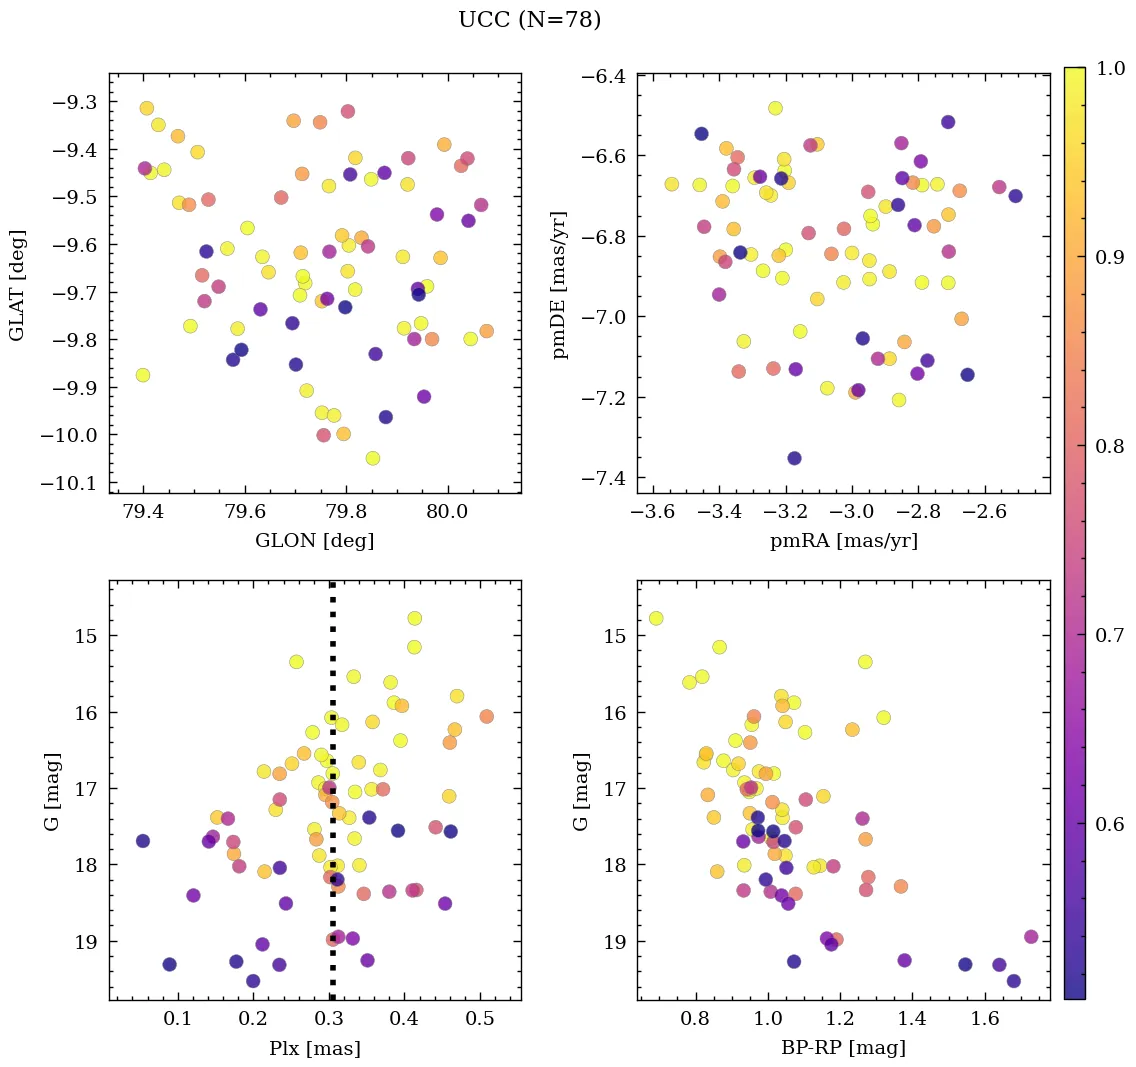 UCC (N=78)
−9.3
−9.4
−9.5
−9.6
−9.7
−9.8
−9.9
−10.0
−10.1
GLAT [deg]
79.4 79.6 79.8 80.0
GLON [deg]
−6.4
−6.6
−6.8
−7.0
−7.2
−7.4
pmDE [mas/yr]
−3.6 −3.4 −3.2 −3.0 −2.8 −2.6
pmRA [mas/yr]
15
16
17
18
19
G [mag]
0.1 0.2 0.3 0.4 0.5
Plx [mas]
15
16
17
18
19
G [mag]
0.8 1.0 1.2 1.4 1.6
BP-RP [mag]
1.0
0.9
0.8
0.7
0.6